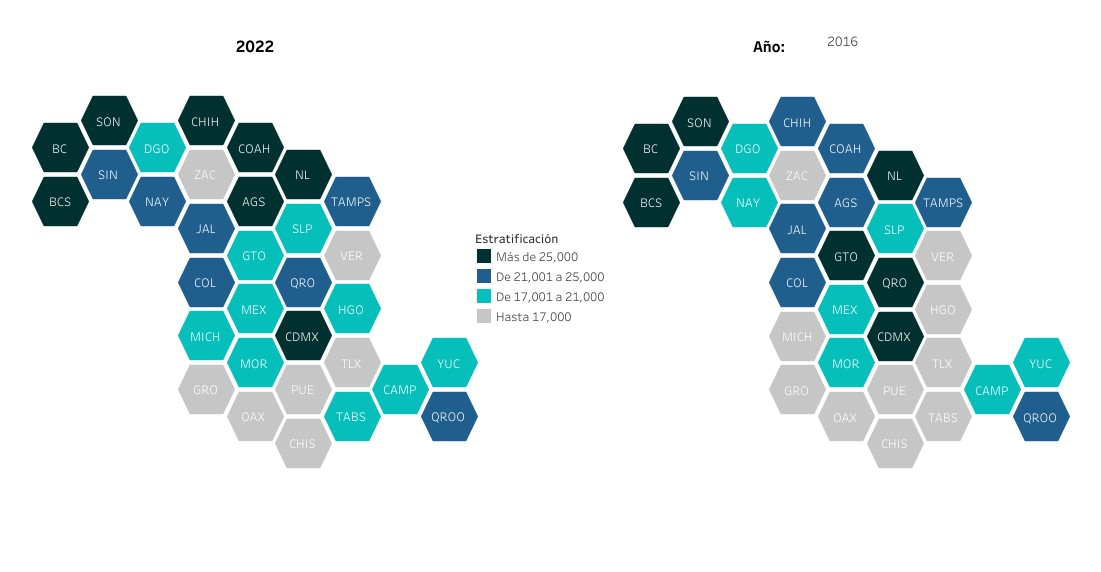 2022
SON
CHIH
BC
DGO
COAH
SIN
ZAC
NL
BCS
NAY
AGS
TAMPS
JAL
SLP
GTO
VER
COL
QRO
MEX
HGO
MICH
CDMX
MOR
TLX
YUC
GRO
PUE
CAMP
OAX
TABS
QROO
CHIS
Estratificación
Más de 25,000
De 21,001 a 25,000
De 17,001 a 21,000
Hasta 17,000
Año: 2016
SON
CHIH
BC
DGO
COAH
SIN
ZAC
NL
BCS
NAY
AGS
TAMPS
JAL
SLP
GTO
VER
COL
QRO
MEX
HGO
MICH
CDMX
MOR
TLX
YUC
GRO
PUE
CAMP
OAX
TABS
QROO
CHIS